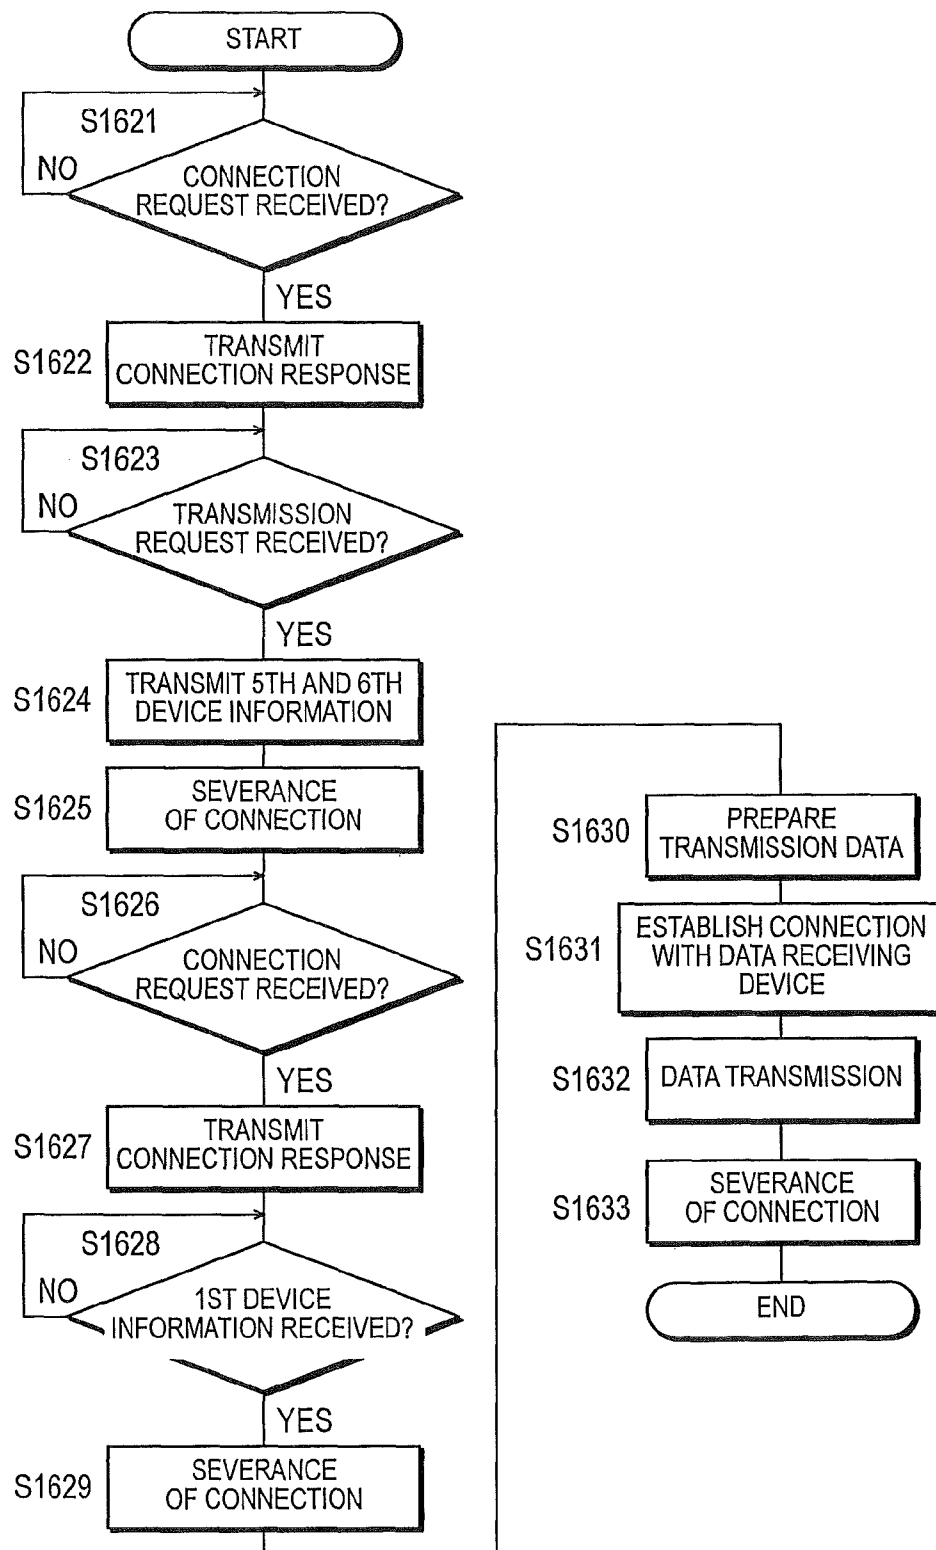 START
S1621
NO
CONNECTION
REQUEST RECEIVED?
YES
S1622
TRANSMIT
CONNECTION RESPONSE
S1623
NO
TRANSMISSION
REQUEST RECEIVED?
YES
S1624
TRANSMIT 5TH AND 6TH
DEVICE INFORMATION
S1625
SEVERANCE
OF CONNECTION
S1626
NO
CONNECTION
REQUEST RECEIVED?
YES
S1627
TRANSMIT
CONNECTION RESPONSE
S1628
NO
1ST DEVICE
INFORMATION RECEIVED?
YES
S1629
SEVERANCE
OF CONNECTION
S1630
PREPARE
TRANSMISSION DATA
S1631
ESTABLISH CONNECTION
WITH DATA RECEIVING
DEVICE
S1632
DATA TRANSMISSION
S1633
SEVERANCE
OF CONNECTION
END